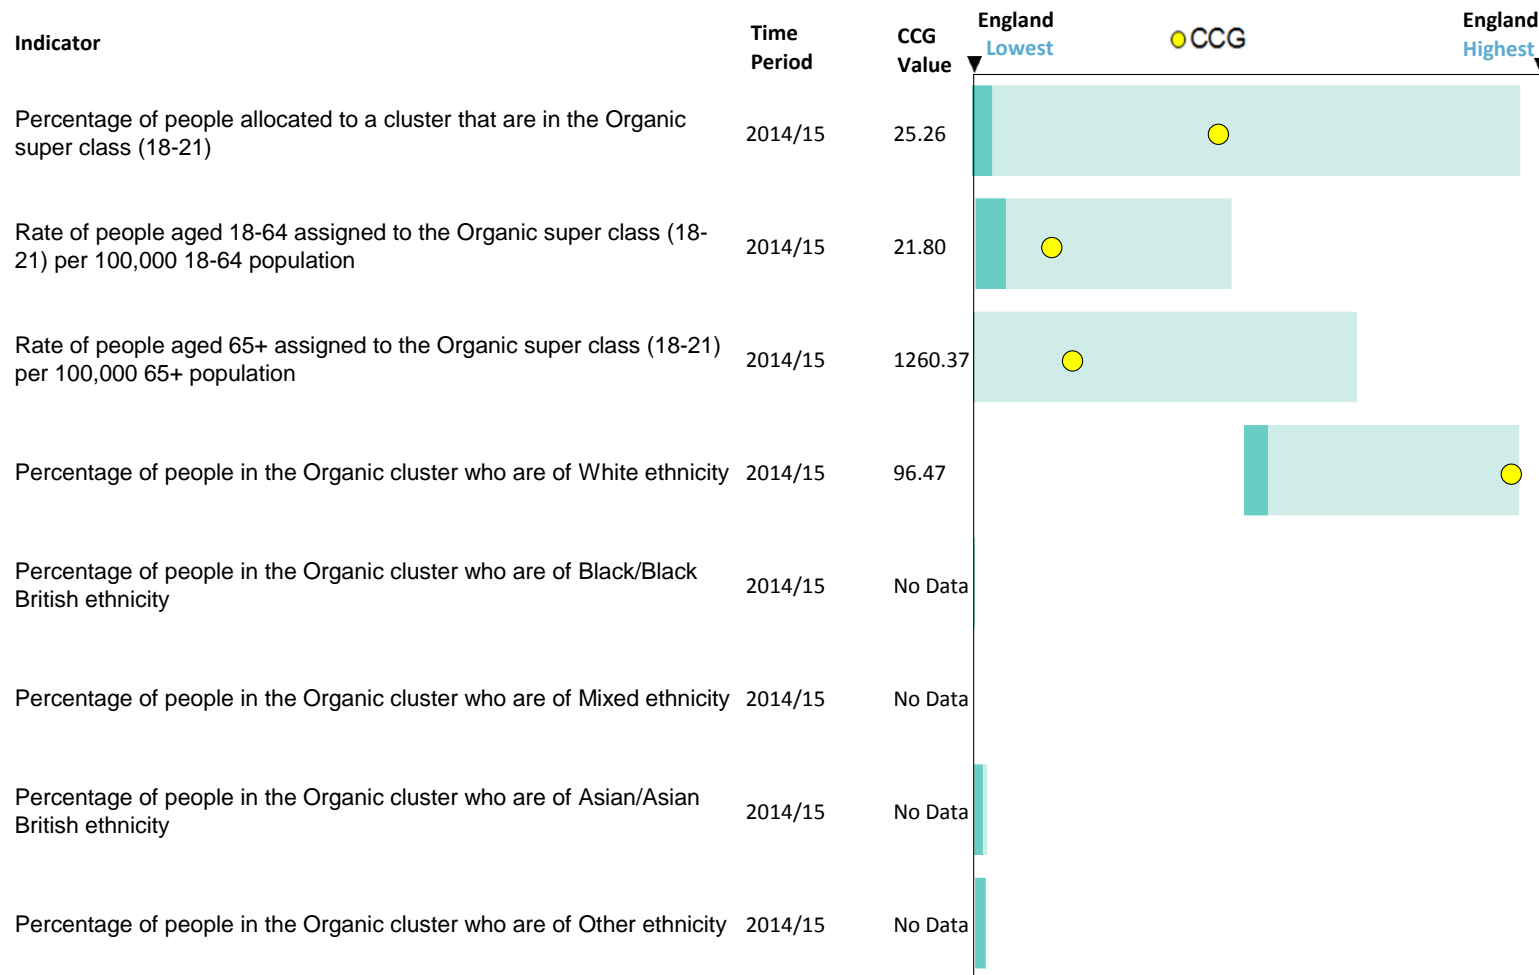 Indicator
Time
Period
CCG
Value
England
Lowest
CCG
England
Highest
Percentage of people allocated to a cluster that are in the Organic
super class (18-21)
2014/15
25.26
Rate of people aged 18-64 assigned to the Organic super class (18-
21) per 100,000 18-64 population
2014/15
21.80
Rate of people aged 65+ assigned to the Organic super class (18-21)
per 100,000 65+ population
2014/15
1260.37
Percentage of people in the Organic cluster who are of White ethnicity
2014/15
96.47
Percentage of people in the Organic cluster who are of Black/Black
British ethnicity
2014/15
No Data
Percentage of people in the Organic cluster who are of Mixed ethnicity
2014/15
No Data
Percentage of people in the Organic cluster who are of Asian/Asian
British ethnicity
2014/15
No Data
Percentage of people in the Organic cluster who are of Other ethnicity
2014/15
No Data